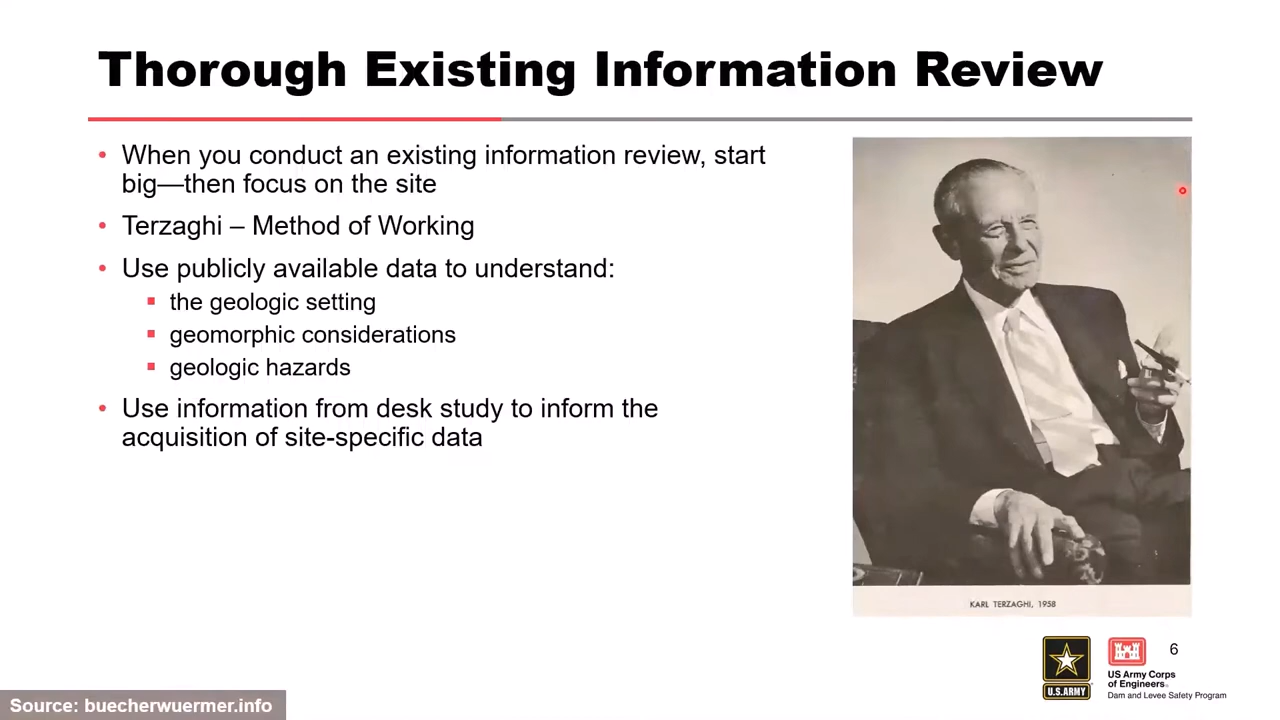 Thorough Existing Information Review
• When you conduct an existing information review, start
big—then focus on the site
• Terzaghi – Method of Working
• Use publicly available data to understand:
▪ the geologic setting
▪ geomorphic considerations
▪ geologic hazards
• Use information from desk study to inform the
acquisition of site-specific data
KARL TERZAGHI, 1958
U.S.ARMY
US Army Corps
of Engineers®
Dam and Levee Safety Program
6
Source: buecherwuermer.info